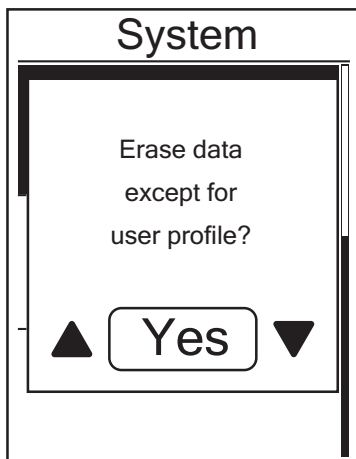 System
Erase data
except for
user profile?
Yes